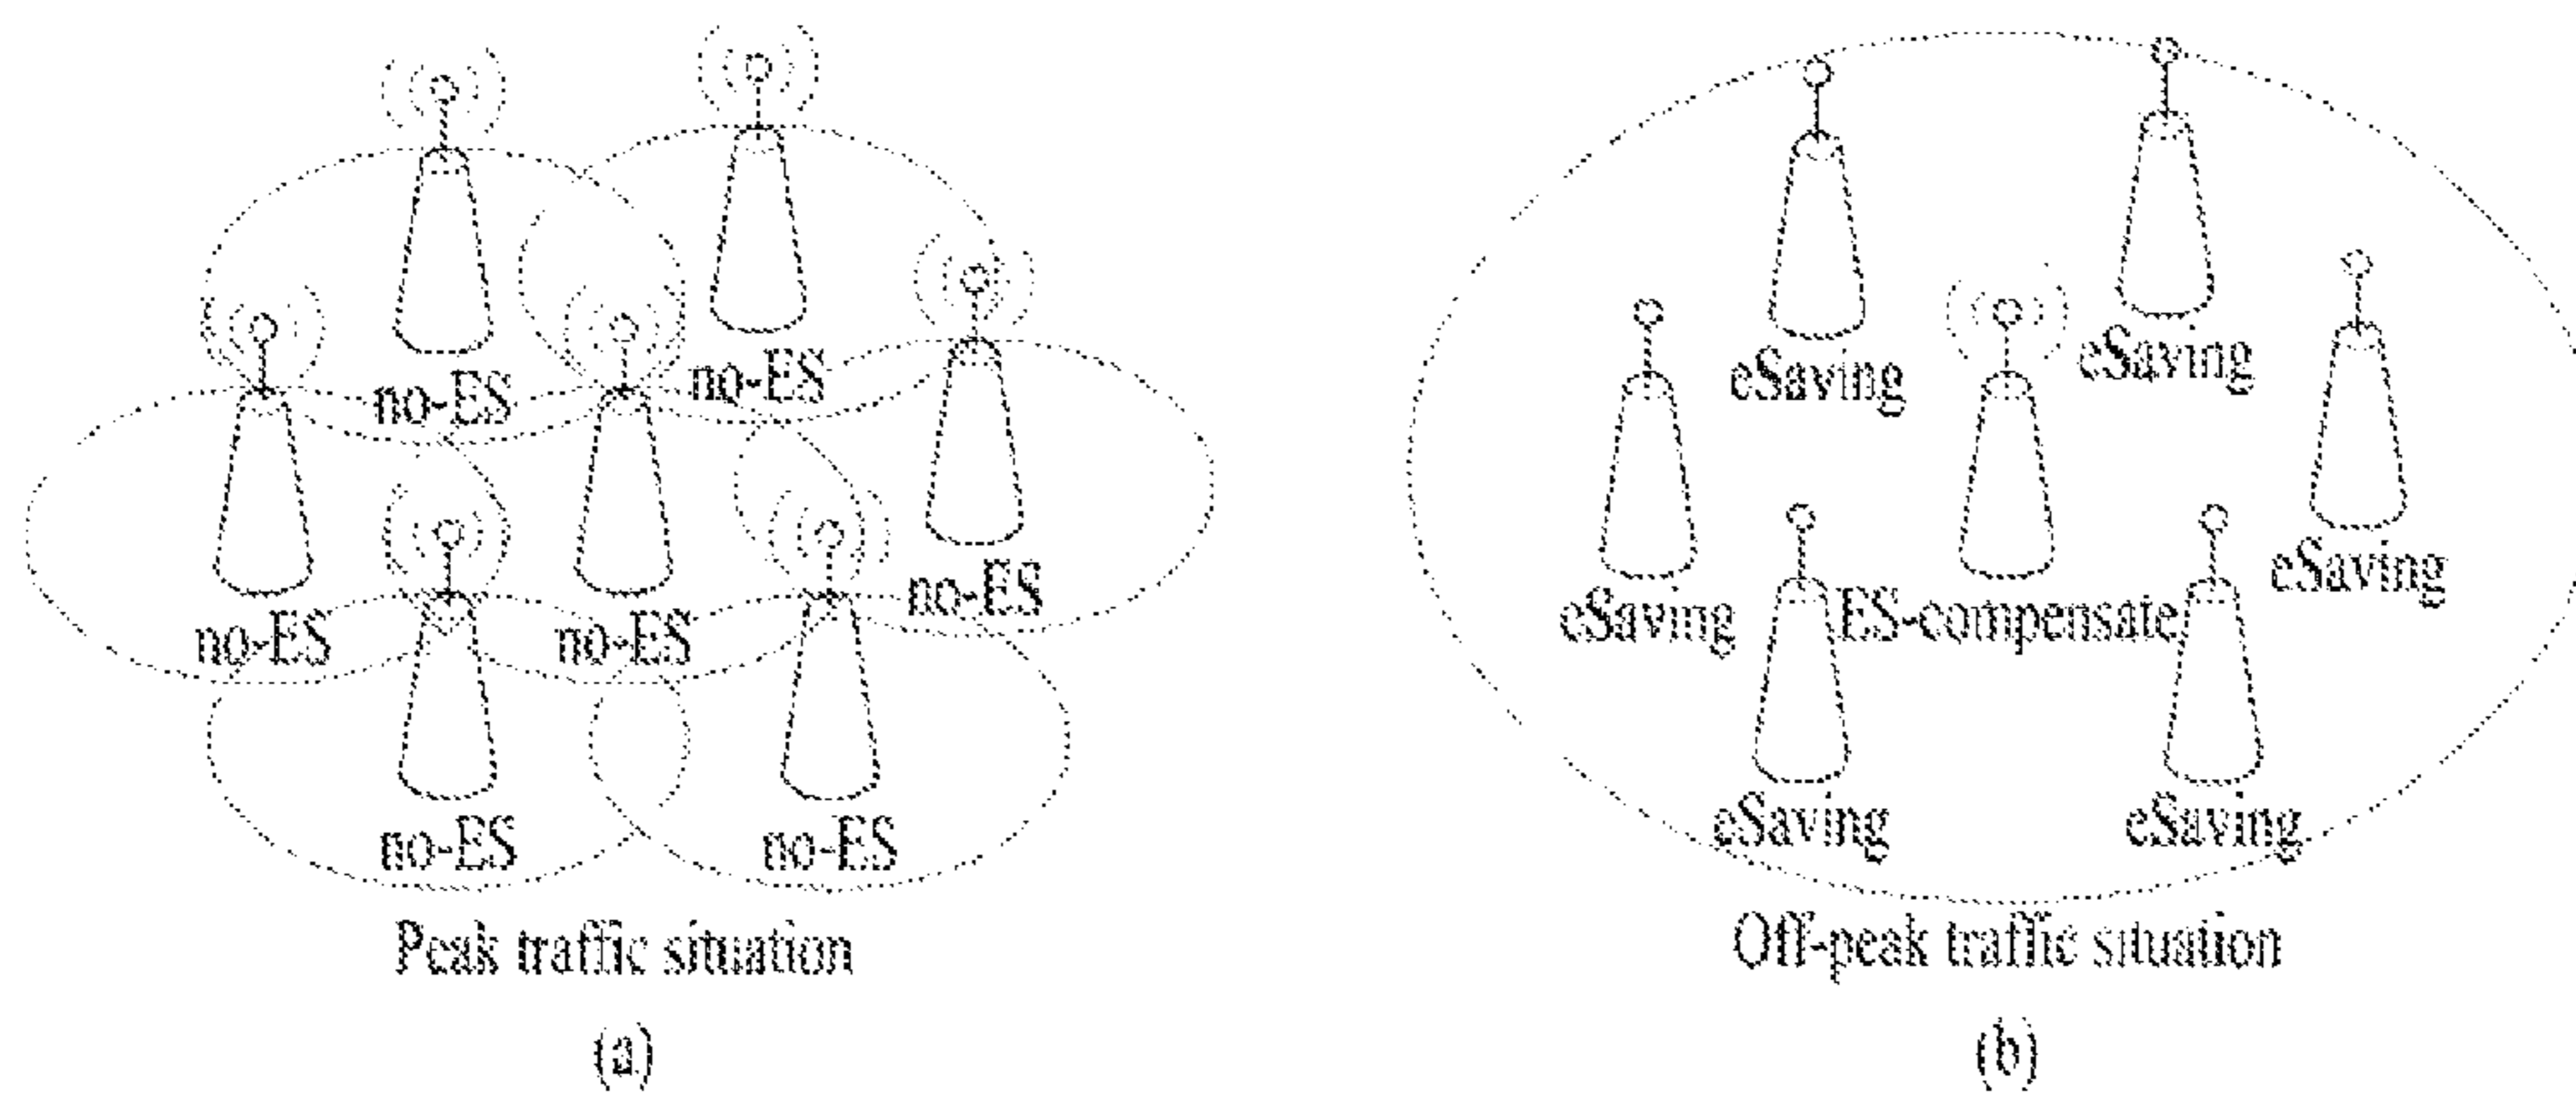 no-ES
no-ES
no-ES
no-ES
no-ES
no-ES
no-ES
Peak traffic situation
(a)
eSaving
eSaving
eSaving
eSaving
ES-compensate
eSaving
eSaving
Off-peak traffic situation
(b)